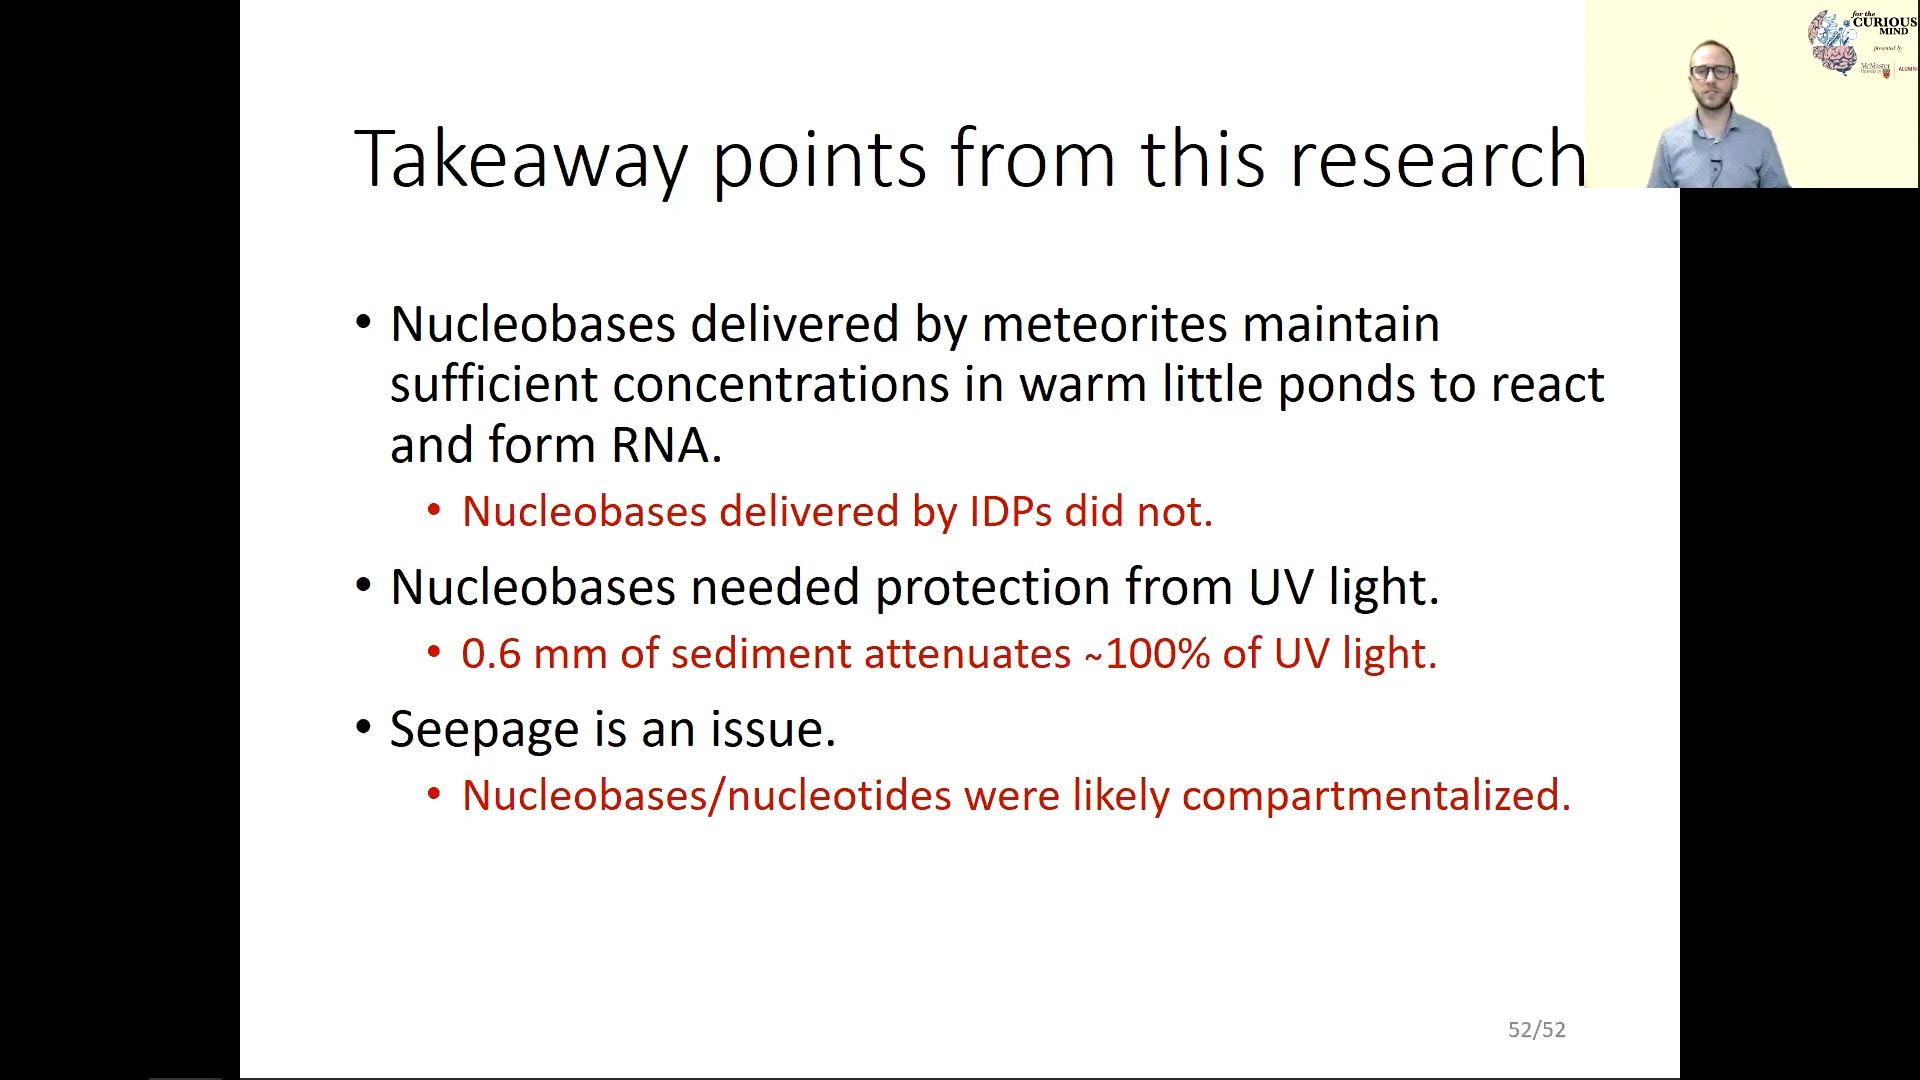 for the
CURIOUS
MIND
presented by
McMaster
University
ALUMNI
Takeaway points from this research
• Nucleobases delivered by meteorites maintain
sufficient concentrations in warm little ponds to react
and form RNA.
• Nucleobases delivered by IDPs did not.
• Nucleobases needed protection from UV light.
• 0.6 mm of sediment attenuates ~100% of UV light.
• Seepage is an issue.
• Nucleobases/nucleotides were likely compartmentalized.
52/52